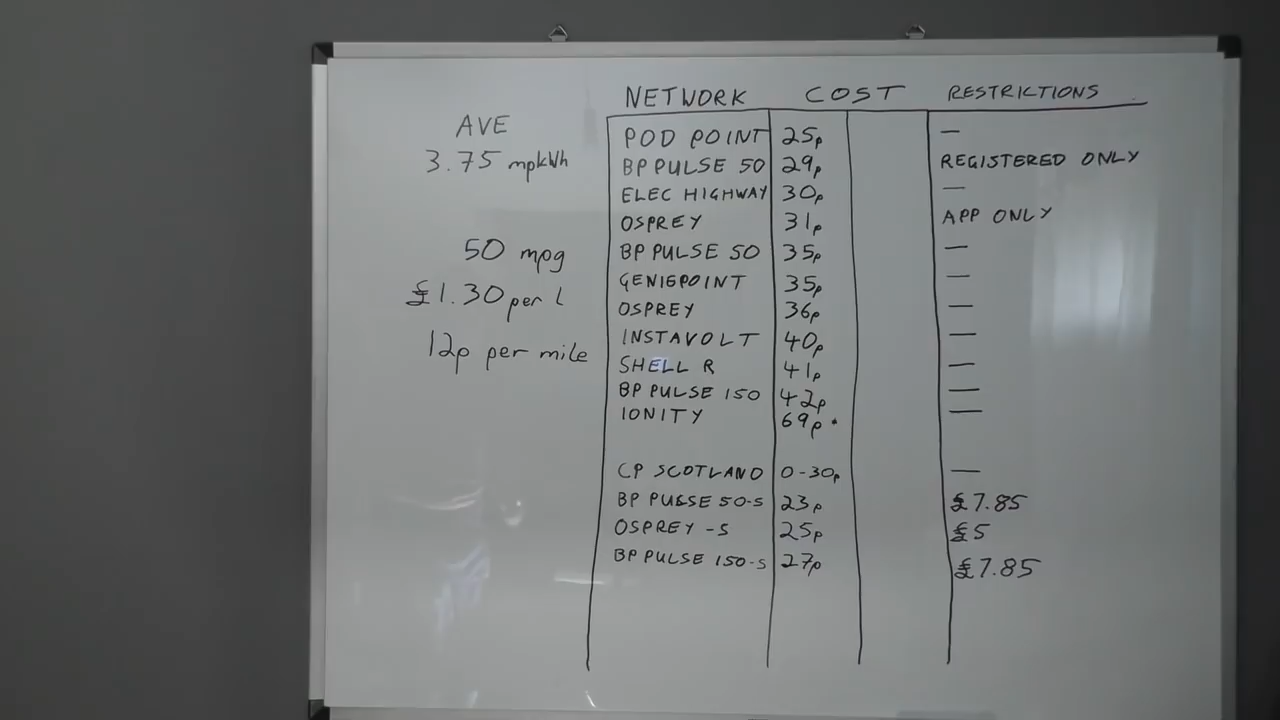 AVE
3.75 mpkWh
50 mpg
£1.30 per l
12p per mile
NETWORK COST RESTRICTIONS
POD POINT 25p —
BP PULSE 50 29p REGISTERED ONLY
ELEC HIGHWAY 30p —
OSPREY 31p APP ONLY
BP PULSE 50 35p —
GENIEPOINT 35p —
OSPREY 36p —
INSTAVOLT 40p —
SHELL R 41p —
BP PULSE 150 42p —
IONITY 69p. —
CP SCOTLAND 0-30p —
BP PULSE 50-S 23p £7.85
OSPREY -S 25p £5
BP PULSE 150-S 27p £7.85